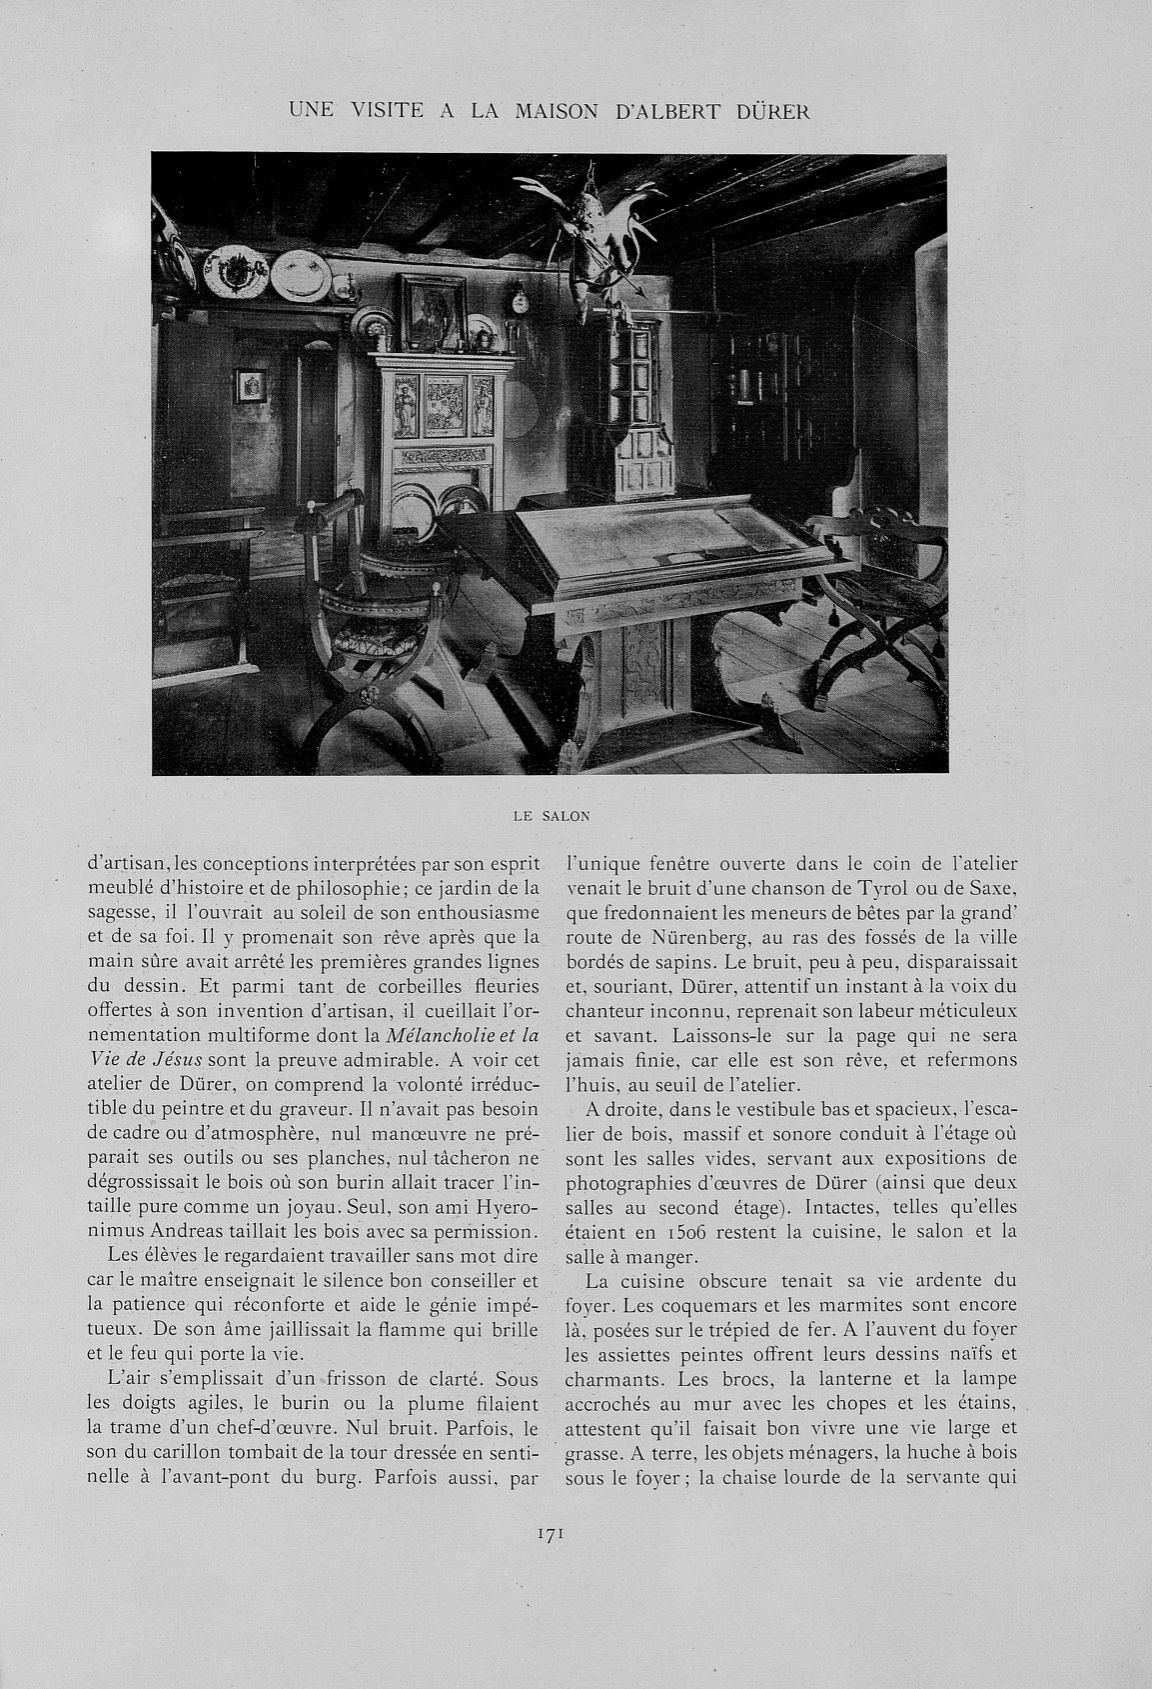 UNE VISITE A LA MAISON D'ALBERT DÜRER
LE SALON
d'artisan, les conceptions interprétées par son esprit
meublé d'histoire et de philosophie; ce jardin de la
sagesse, il l'ouvrait au soleil de son enthousiasme
et de sa foi. Il y promenait son rêve après que la
main sûre avait arrêté les premières grandes lignes
du dessin. Et parmi tant de corbeilles fleuries
offertes à son invention d'artisan, il cueillait l'or-
nementation multiforme dont la Mélancholie et la
Vie de Jésus sont la preuve admirable. A voir cet
atelier de Dürer, on comprend la volonté irréduc-
tible du peintre et du graveur. Il n'avait pas besoin
de cadre ou d'atmosphère, nul manœuvre ne pré-
parait ses outils ou ses planches, nul tâcheron ne
dégrossissait le bois où son burin allait tracer l'in-
taille pure comme un joyau. Seul, son ami Hyero-
nimus Andreas taillait les bois avec sa permission.
Les élèves le regardaient travailler sans mot dire
car le maître enseignait le silence bon conseiller et
la patience qui réconforte et aide le génie impé-
tueux. De son âme jaillissait la flamme qui brille
et le feu qui porte la vie.
L'air s'emplissait d'un frisson de clarté. Sous
les doigts agiles, le burin ou la plume filaient
la trame d'un chef-d'œuvre. Nul bruit. Parfois, le
son du carillon tombait de la tour dressée en senti-
nelle à l'avant-pont du burg. Parfois aussi, par
l'unique fenêtre ouverte dans le coin de l'atelier
venait le bruit d'une chanson de Tyrol ou de Saxe,
que fredonnaient les meneurs de bêtes par la grand'
route de Nürenberg, au ras des fossés de la ville
bordés de sapins. Le bruit, peu à peu, disparaissait
et, souriant, Dürer, attentif un instant à la voix du
chanteur inconnu, reprenait son labeur méticuleux
et savant. Laissons-le sur la page qui ne sera
jamais finie, car elle est son rêve, et refermons
l'huis, au seuil de l'atelier.
A droite, dans le vestibule bas et spacieux, l'esca-
lier de bois, massif et sonore conduit à l'étage où
sont les salles vides, servant aux expositions de
photographies d'œuvres de Dürer (ainsi que deux
salles au second étage). Intactes, telles qu'elles
étaient en 1506 restent la cuisine, le salon et la
salle à manger.
La cuisine obscure tenait sa vie ardente du
foyer. Les coquemars et les marmites sont encore
là, posées sur le trépied de fer. A l'auvent du foyer
les assiettes peintes offrent leurs dessins naïfs et
charmants. Les brocs, la lanterne et la lampe
accrochés au mur avec les chopes et les étains,
attestent qu'il faisait bon vivre une vie large et
grasse. A terre, les objets ménagers, la huche à bois
sous le foyer; la chaise lourde de la servante qui
171